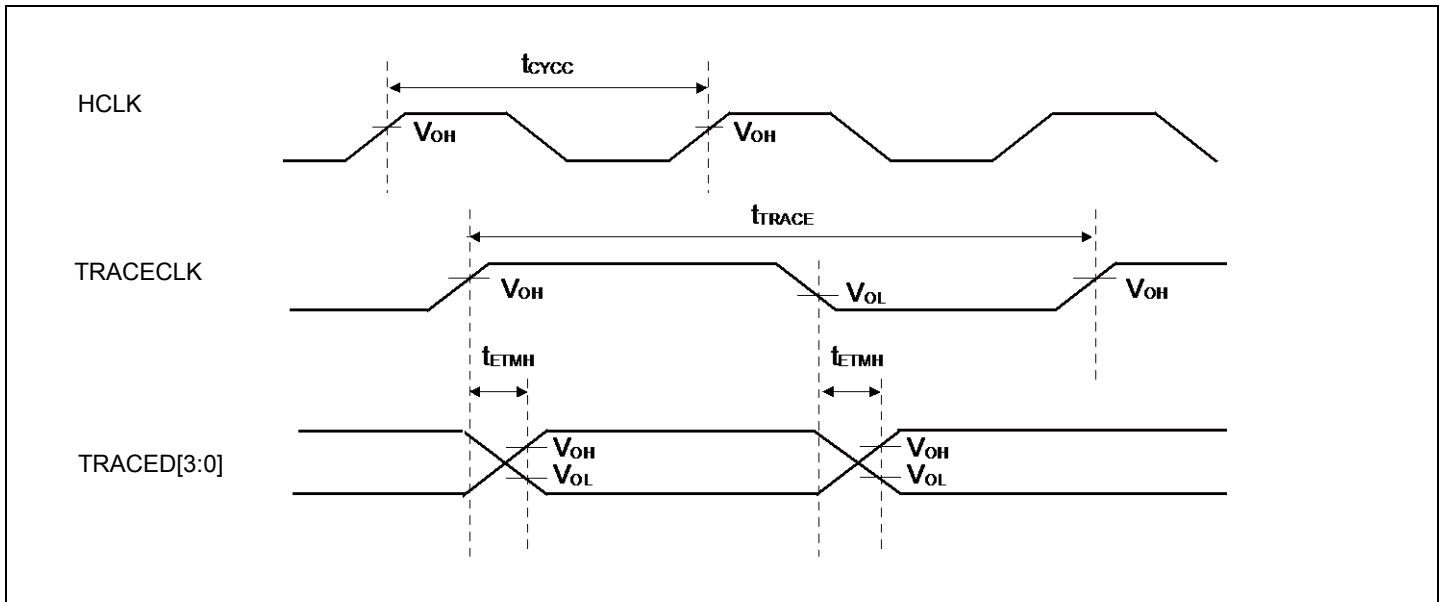 tCYCC
HCLK
VOH VOH
tTRACE
TRACECLK
VOH VOL VOH
tETMH tETMH
VOH VOH
TRACED[3:0]
VOL VOL